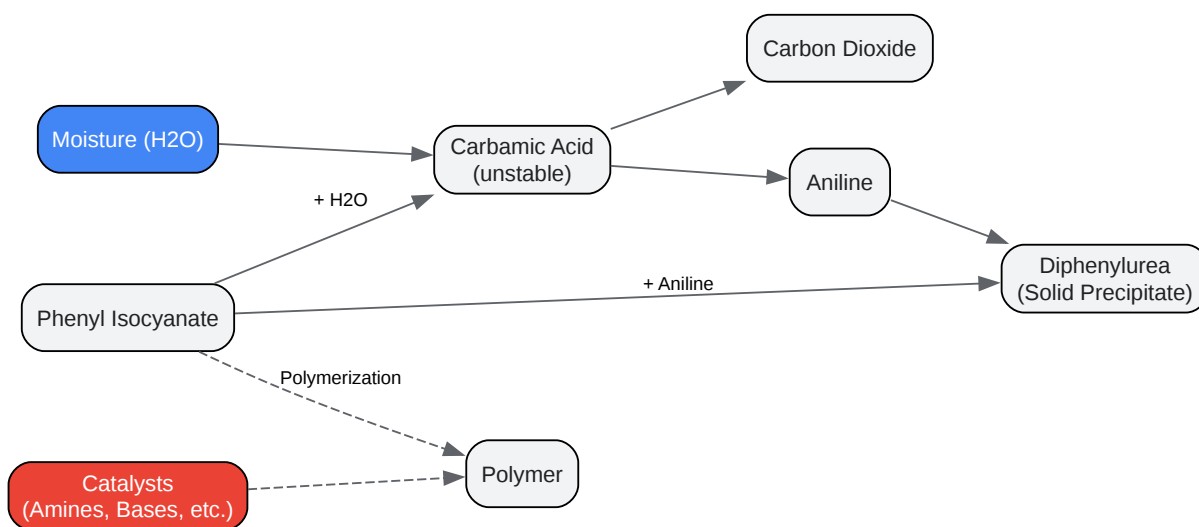 Carbon Dioxide
Moisture (H2O)
Carbamic Acid
(unstable)
Aniline
+ H2O
Diphenylurea
(Solid Precipitate)
+ Aniline
Phenyl Isocyanate
Polymerization
Polymer
Catalysts
(Amines, Bases, etc.)